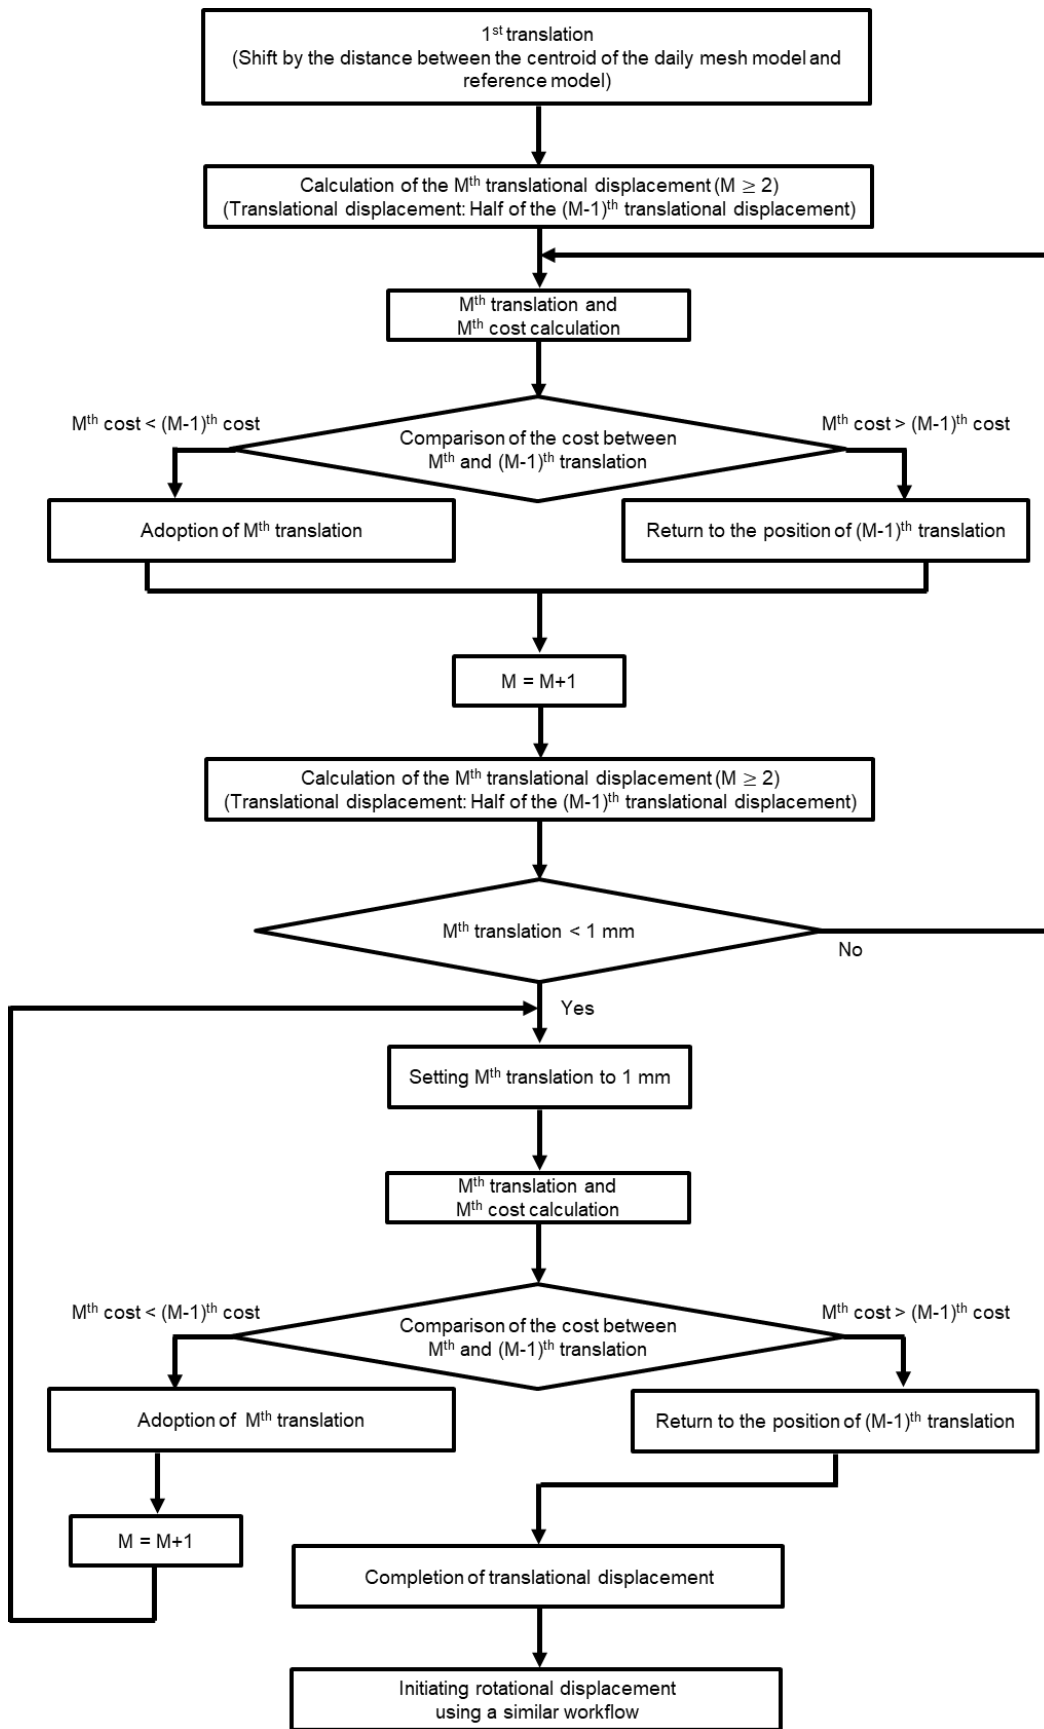 1st translation
(Shift by the distance between the centroid of the daily mesh model and
reference model)
Calculation of the Mth translational displacement (M ≥ 2)
(Translational displacement: Half of the (M-1)th translational displacement)
Mth translation and
Mth cost calculation
Mth cost < (M-1)th cost
Mth cost > (M-1)th cost
Comparison of the cost between
Mth and (M-1)th translation
Adoption of Mth translation
Return to the position of (M-1)th translation
M = M+1
Calculation of the Mth translational displacement (M ≥ 2)
(Translational displacement: Half of the (M-1)th translational displacement)
Mth translation < 1 mm
No
Yes
Setting Mth translation to 1 mm
Mth translation and
Mth cost calculation
Mth cost < (M-1)th cost
Mth cost > (M-1)th cost
Comparison of the cost between
Mth and (M-1)th translation
Adoption of Mth translation
Return to the position of (M-1)th translation
M = M+1
Completion of translational displacement
Initiating rotational displacement
using a similar workflow